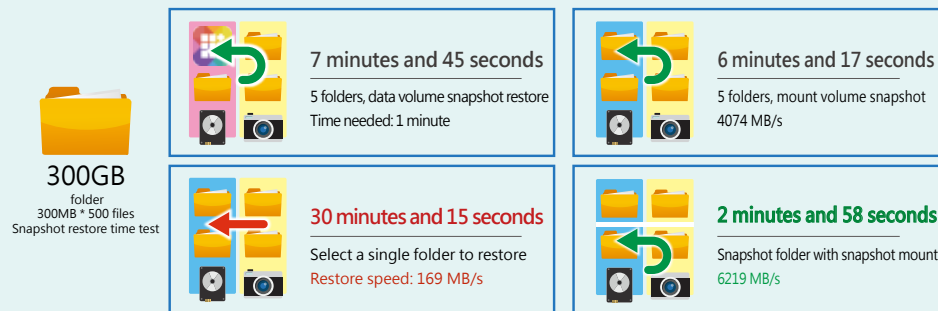 300GB
folder
300MB * 500 files
Snapshot restore time test
7 minutes and 45 seconds
5 folders, data volume snapshot restore
Time needed: 1 minute
6 minutes and 17 seconds
5 folders, mount volume snapshot
4074 MB/s
30 minutes and 15 seconds
Select a single folder to restore
Restore speed: 169 MB/s
2 minutes and 58 seconds
Snapshot folder with snapshot mount
6219 MB/s